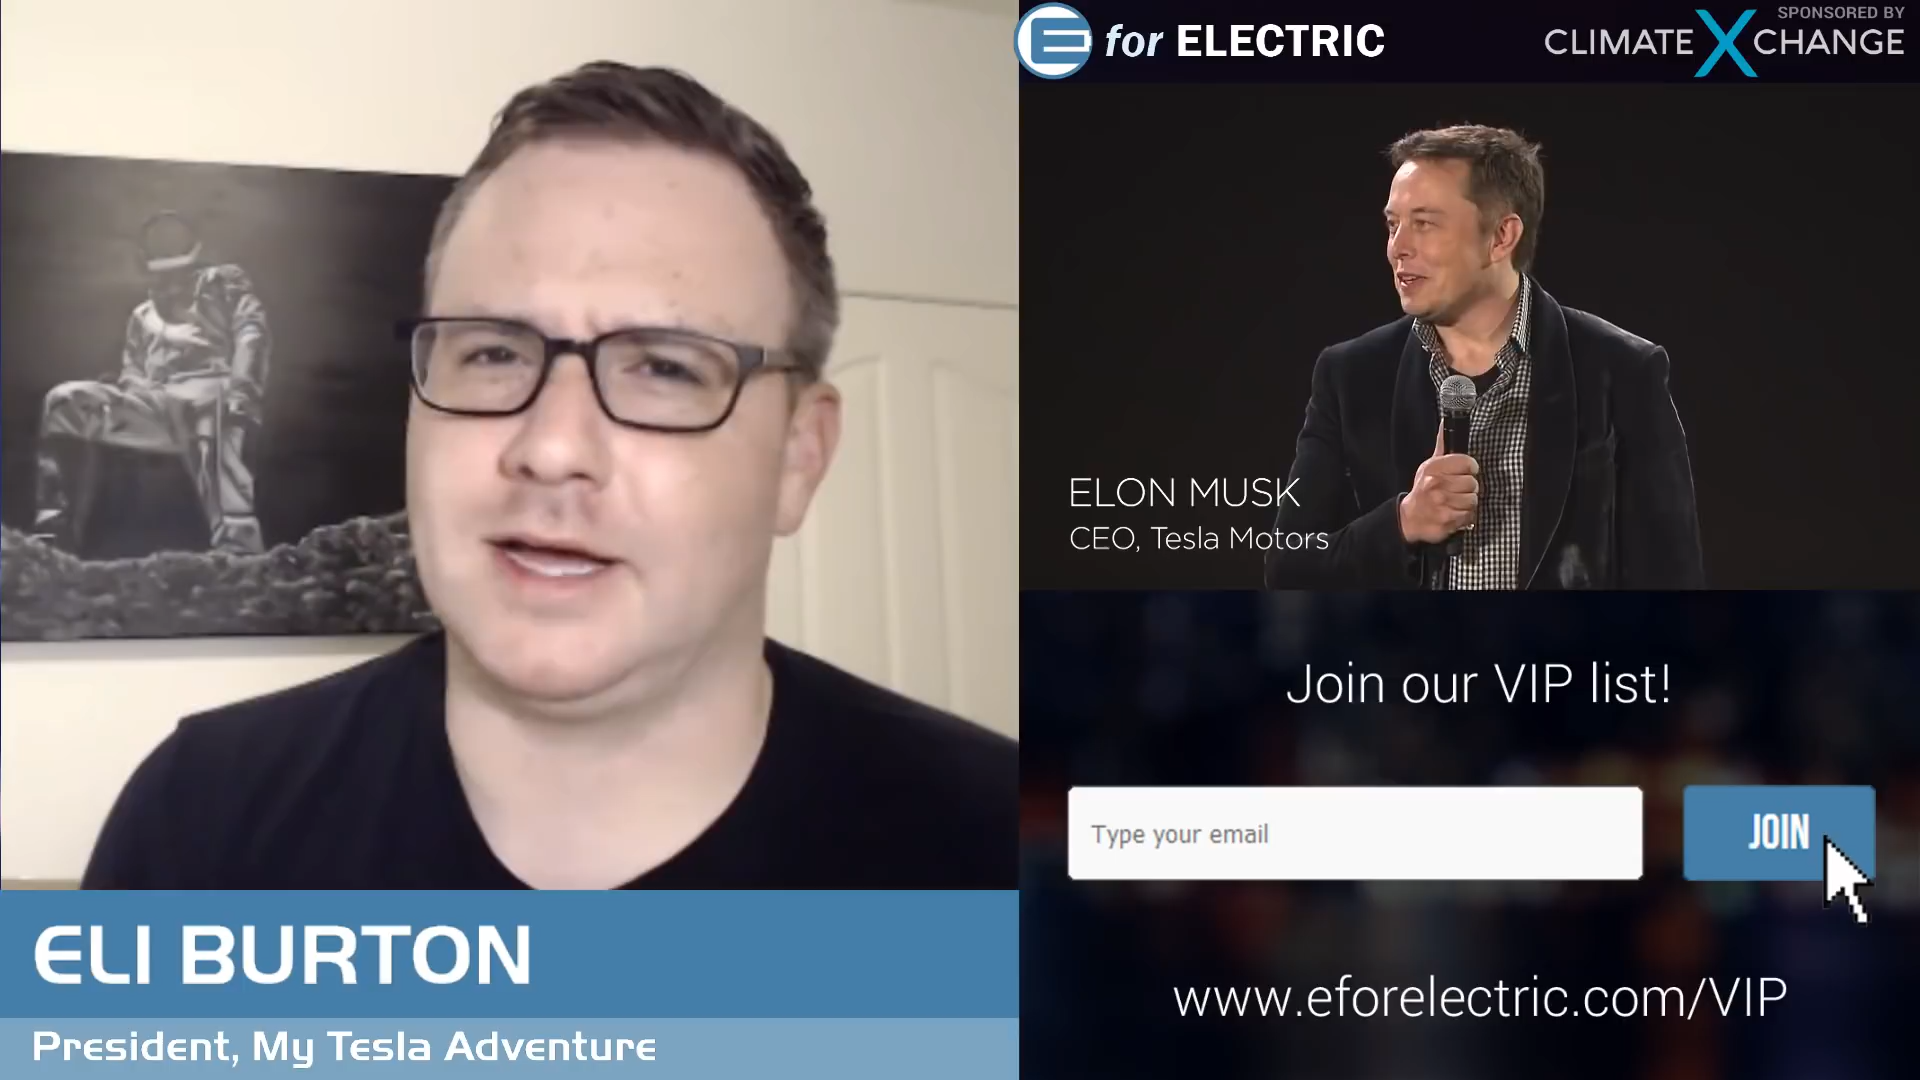 E for ELECTRIC
SPONSORED BY
CLIMATE XCHANGE
ELON MUSK
CEO, Tesla Motors
Join our VIP list!
Type your email
JOIN
www.eforelectric.com/VIP
ELI BURTON
President, My Tesla Adventure